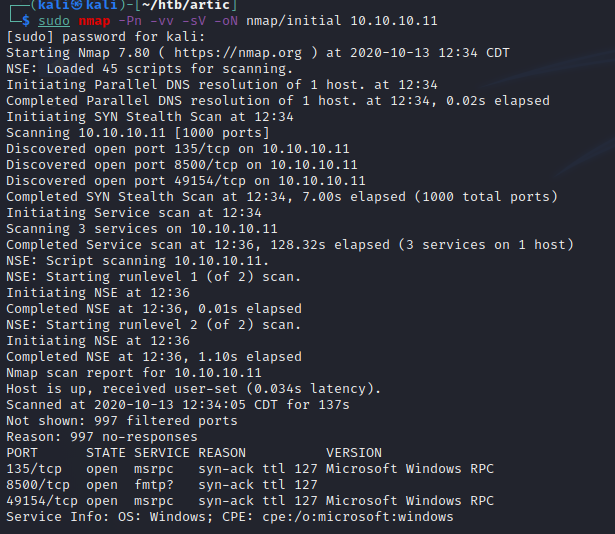 (kali㉿kali)-[~/htb/artic]
$ sudo nmap -Pn -vv -sV -oN nmap/initial 10.10.10.11
[sudo] password for kali:
Starting Nmap 7.80 ( https://nmap.org ) at 2020-10-13 12:34 CDT
NSE: Loaded 45 scripts for scanning.
Initiating Parallel DNS resolution of 1 host. at 12:34
Completed Parallel DNS resolution of 1 host. at 12:34, 0.02s elapsed
Initiating SYN Stealth Scan at 12:34
Scanning 10.10.10.11 [1000 ports]
Discovered open port 135/tcp on 10.10.10.11
Discovered open port 8500/tcp on 10.10.10.11
Discovered open port 49154/tcp on 10.10.10.11
Completed SYN Stealth Scan at 12:34, 7.00s elapsed (1000 total ports)
Initiating Service scan at 12:34
Scanning 3 services on 10.10.10.11
Completed Service scan at 12:36, 128.32s elapsed (3 services on 1 host)
NSE: Script scanning 10.10.10.11.
NSE: Starting runlevel 1 (of 2) scan.
Initiating NSE at 12:36
Completed NSE at 12:36, 0.01s elapsed
NSE: Starting runlevel 2 (of 2) scan.
Initiating NSE at 12:36
Completed NSE at 12:36, 1.10s elapsed
Nmap scan report for 10.10.10.11
Host is up, received user-set (0.034s latency).
Scanned at 2020-10-13 12:34:05 CDT for 137s
Not shown: 997 filtered ports
Reason: 997 no-responses
PORT      STATE SERVICE REASON          VERSION
135/tcp   open  msrpc   syn-ack ttl 127 Microsoft Windows RPC
8500/tcp  open  fmtp?   syn-ack ttl 127
49154/tcp open  msrpc   syn-ack ttl 127 Microsoft Windows RPC
Service Info: OS: Windows; CPE: cpe:/o:microsoft:windows